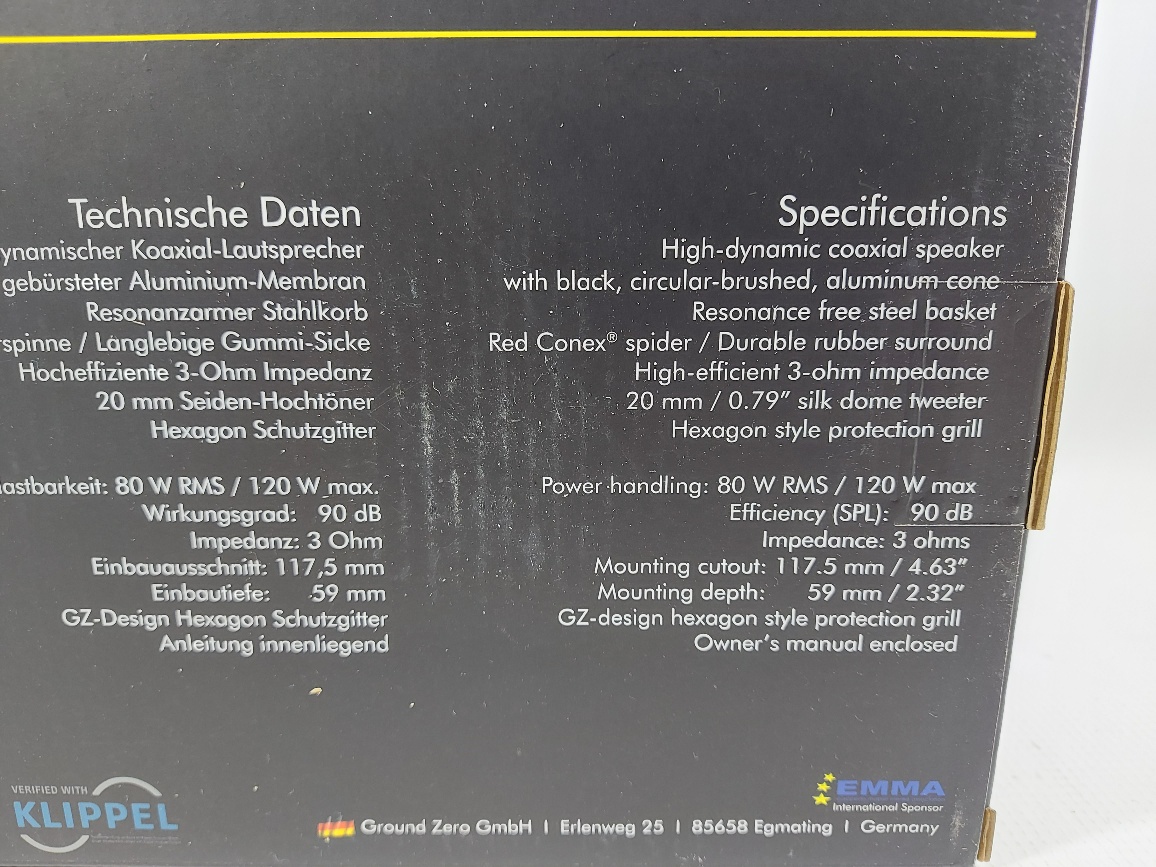 Technische Daten
Koaxial-Lautsprecher
gebürsteter Aluminium-Membran
Resonanzarmer Stahlkorb
/ Langlebige Gummi-Sicke
Hocheffiziente 3-Ohm Impedanz
20 mm Seiden-Hochtöner
Hexagon Schutzgitter
80 W RMS / 120 W max.
Wirkungsgrad: 90 dB
Impedanz: 3 Ohm
Einbauausschnitt: 117,5 mm
Einbautiefe: 59 mm
GZ-Design Hexagon Schutzgitter
Anleitung innenliegend
Specifications
High-dynamic coaxial speaker
with black, circular-brushed, aluminum cone
Resonance free steel basket
Red Conex® spider / Durable rubber surround
High-efficient 3-ohm impedance
20 mm / 0.79″ silk dome tweeter
Hexagon style protection grill
Power handling: 80 W RMS / 120 W max
Efficiency (SPL): 90 dB
Impedance: 3 ohms
Mounting cutout: 117.5 mm / 4.63″
Mounting depth: 59 mm / 2.32″
GZ-design hexagon style protection grill
Owner's manual enclosed
VERIFIED WITH
KLIPPEL
EMMA
International Sponsor
Ground Zero GmbH | Erlenweg 25 | 85658 Egmating | Germany